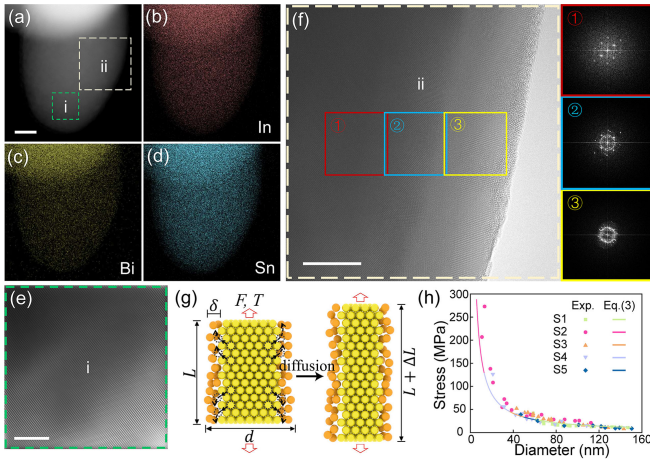 (a)
i
ii
(b)
In
(c)
Bi
(d)
Sn
(e)
i
(f)
ii
①
②
③
①
②
③
(g)
δ
F, T
L
diffusion
L + ΔL
d
(h)
Exp. Eq.(3)
S1
S2
S3
S4
S5
Stress (MPa)
300
250
200
150
100
50
0
0 40 80 120 160
Diameter (nm)